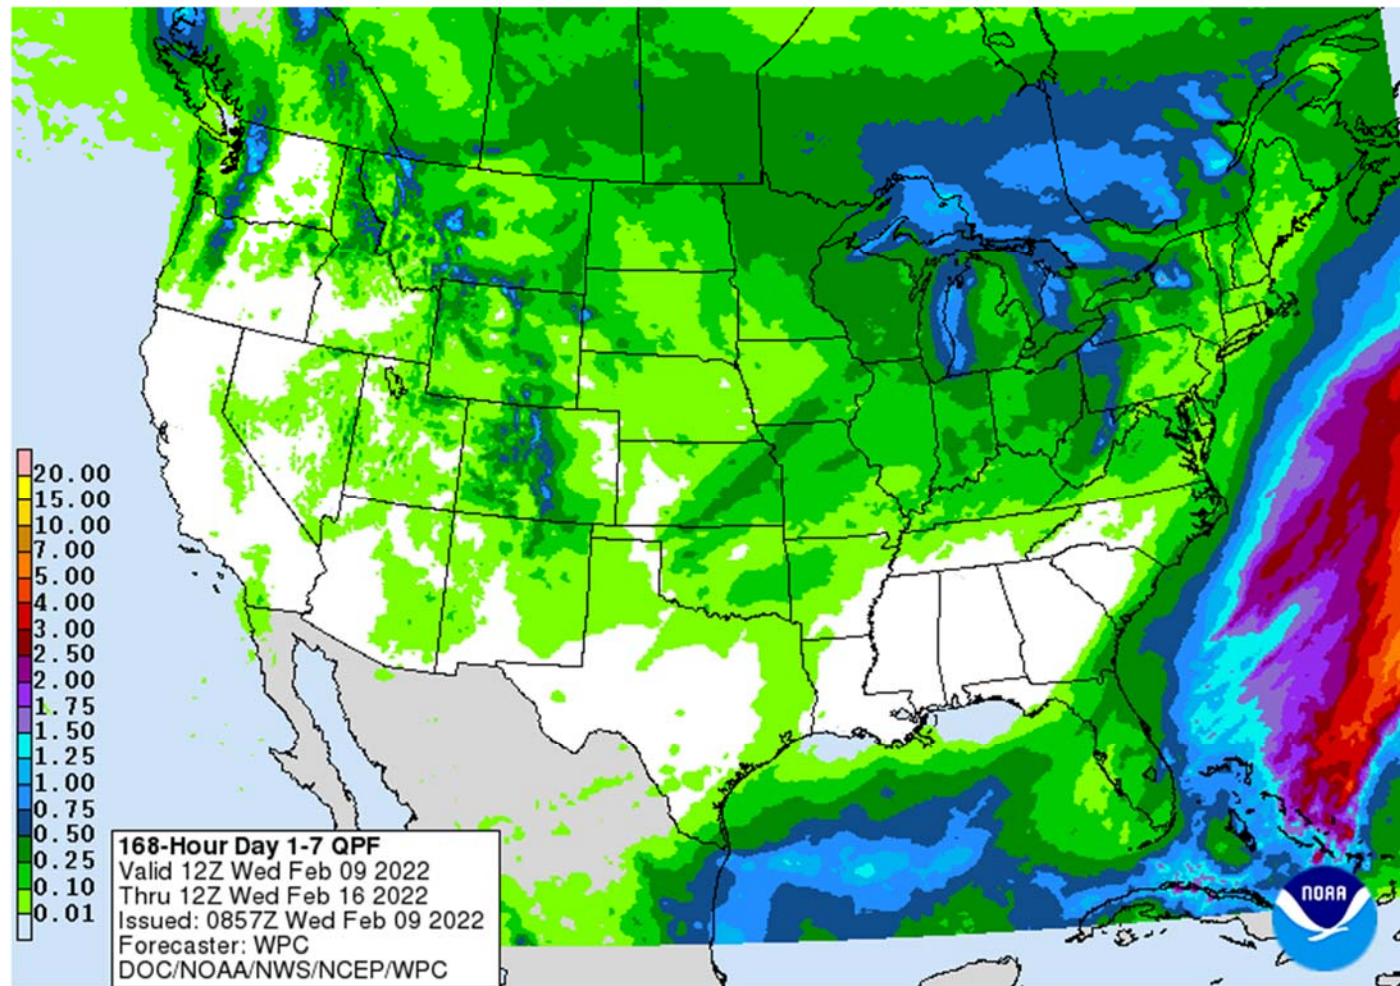 20.00
15.00
10.00
7.00
5.00
4.00
3.00
2.50
2.00
1.75
1.50
1.25
1.00
0.75
0.50
0.25
0.10
0.01
168-Hour Day 1-7 QPF
Valid 12Z Wed Feb 09 2022
Thru 12Z Wed Feb 16 2022
Issued: 0857Z Wed Feb 09 2022
Forecaster: WPC
DOC/NOAA/NWS/NCEP/WPC
NOAA